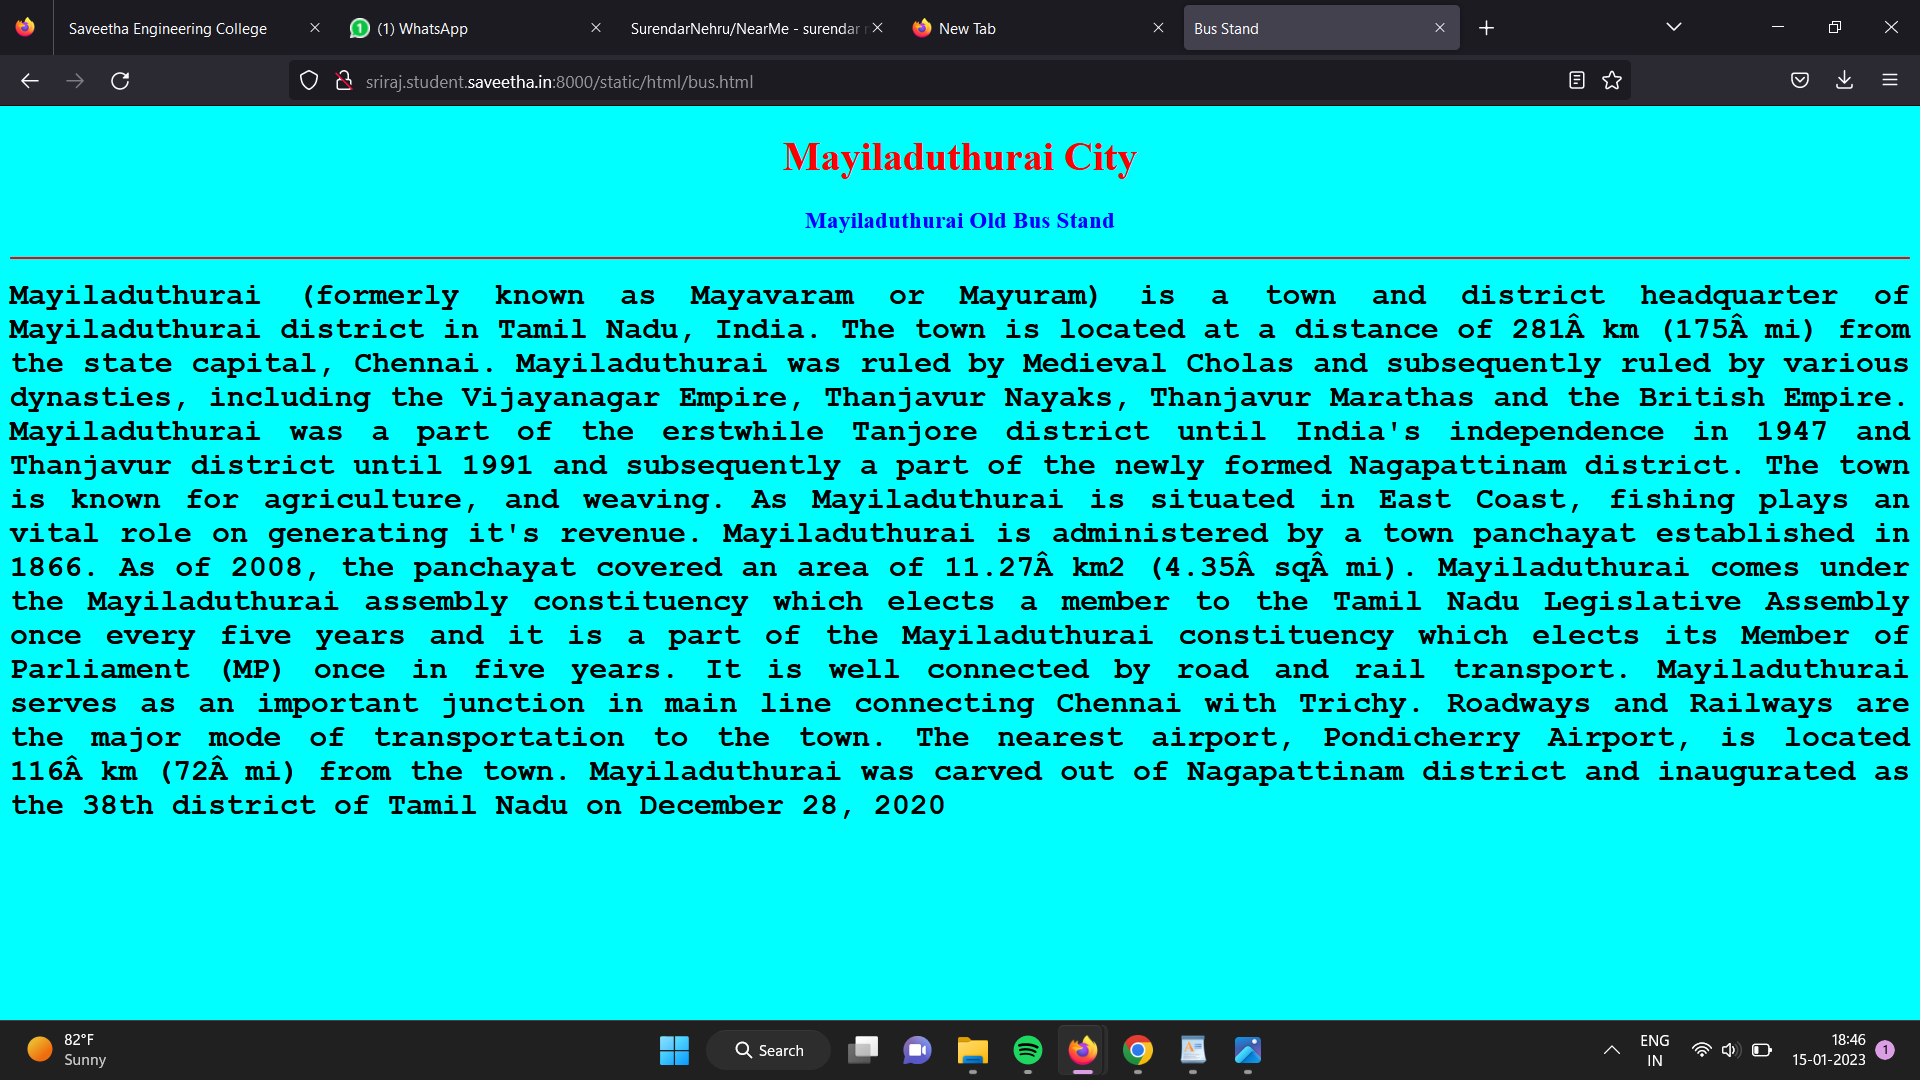 Saveetha Engineering College
(1) WhatsApp
SurendarNehru/NearMe - surendar
New Tab
Bus Stand
sriraj.student.saveetha.in:8000/static/html/bus.html
Mayiladuthurai City
Mayiladuthurai Old Bus Stand
Mayiladuthurai (formerly known as Mayavaram or Mayuram) is a town and district headquarter of
Mayiladuthurai district in Tamil Nadu, India. The town is located at a distance of 281Â km (175Â mi) from
the state capital, Chennai. Mayiladuthurai was ruled by Medieval Cholas and subsequently ruled by various
dynasties, including the Vijayanagar Empire, Thanjavur Nayaks, Thanjavur Marathas and the British Empire.
Mayiladuthurai was a part of the erstwhile Tanjore district until India's independence in 1947 and
Thanjavur district until 1991 and subsequently a part of the newly formed Nagapattinam district. The town
is known for agriculture, and weaving. As Mayiladuthurai is situated in East Coast, fishing plays an
vital role on generating it's revenue. Mayiladuthurai is administered by a town panchayat established in
1866. As of 2008, the panchayat covered an area of 11.27Â km2 (4.35Â sqÂ mi). Mayiladuthurai comes under
the Mayiladuthurai assembly constituency which elects a member to the Tamil Nadu Legislative Assembly
once every five years and it is a part of the Mayiladuthurai constituency which elects its Member of
Parliament (MP) once in five years. It is well connected by road and rail transport. Mayiladuthurai
serves as an important junction in main line connecting Chennai with Trichy. Roadways and Railways are
the major mode of transportation to the town. The nearest airport, Pondicherry Airport, is located
116Â km (72Â mi) from the town. Mayiladuthurai was carved out of Nagapattinam district and inaugurated as
the 38th district of Tamil Nadu on December 28, 2020
82°F
Sunny
Search
ENG
IN
18:46
15-01-2023
1